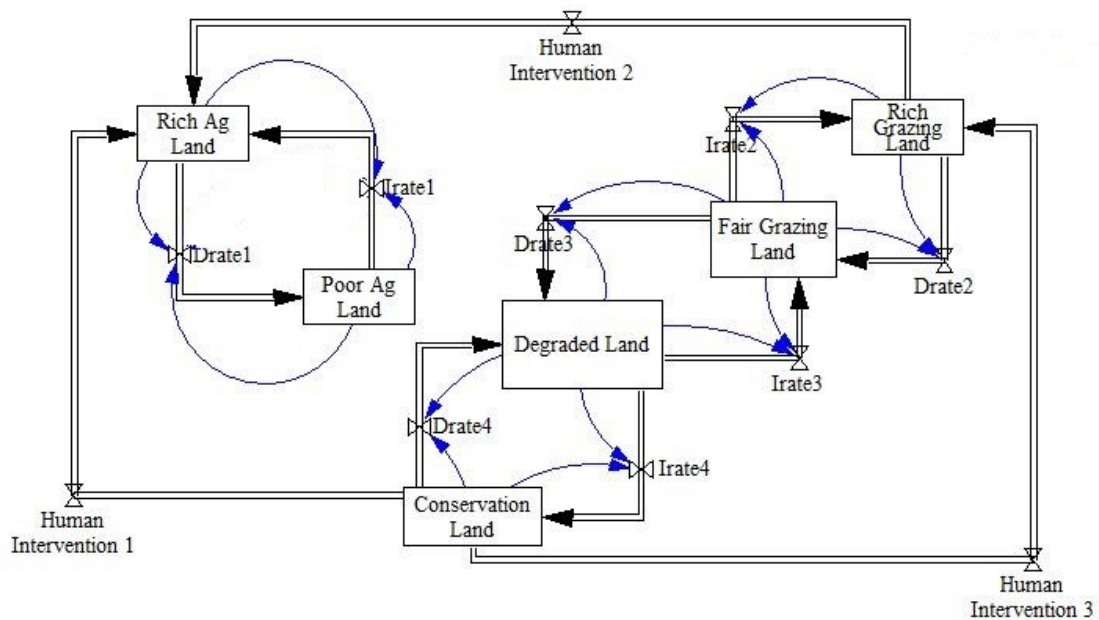 Human
Intervention 2
Rich Ag
Land
Rich
Grazing
Land
Irate2
Irate1
Fair Grazing
Land
Drate3
Drate1
Drate2
Poor Ag
Land
Degraded Land
Irate3
Drate4
Irate4
Conservation
Land
Human
Intervention 1
Human
Intervention 3